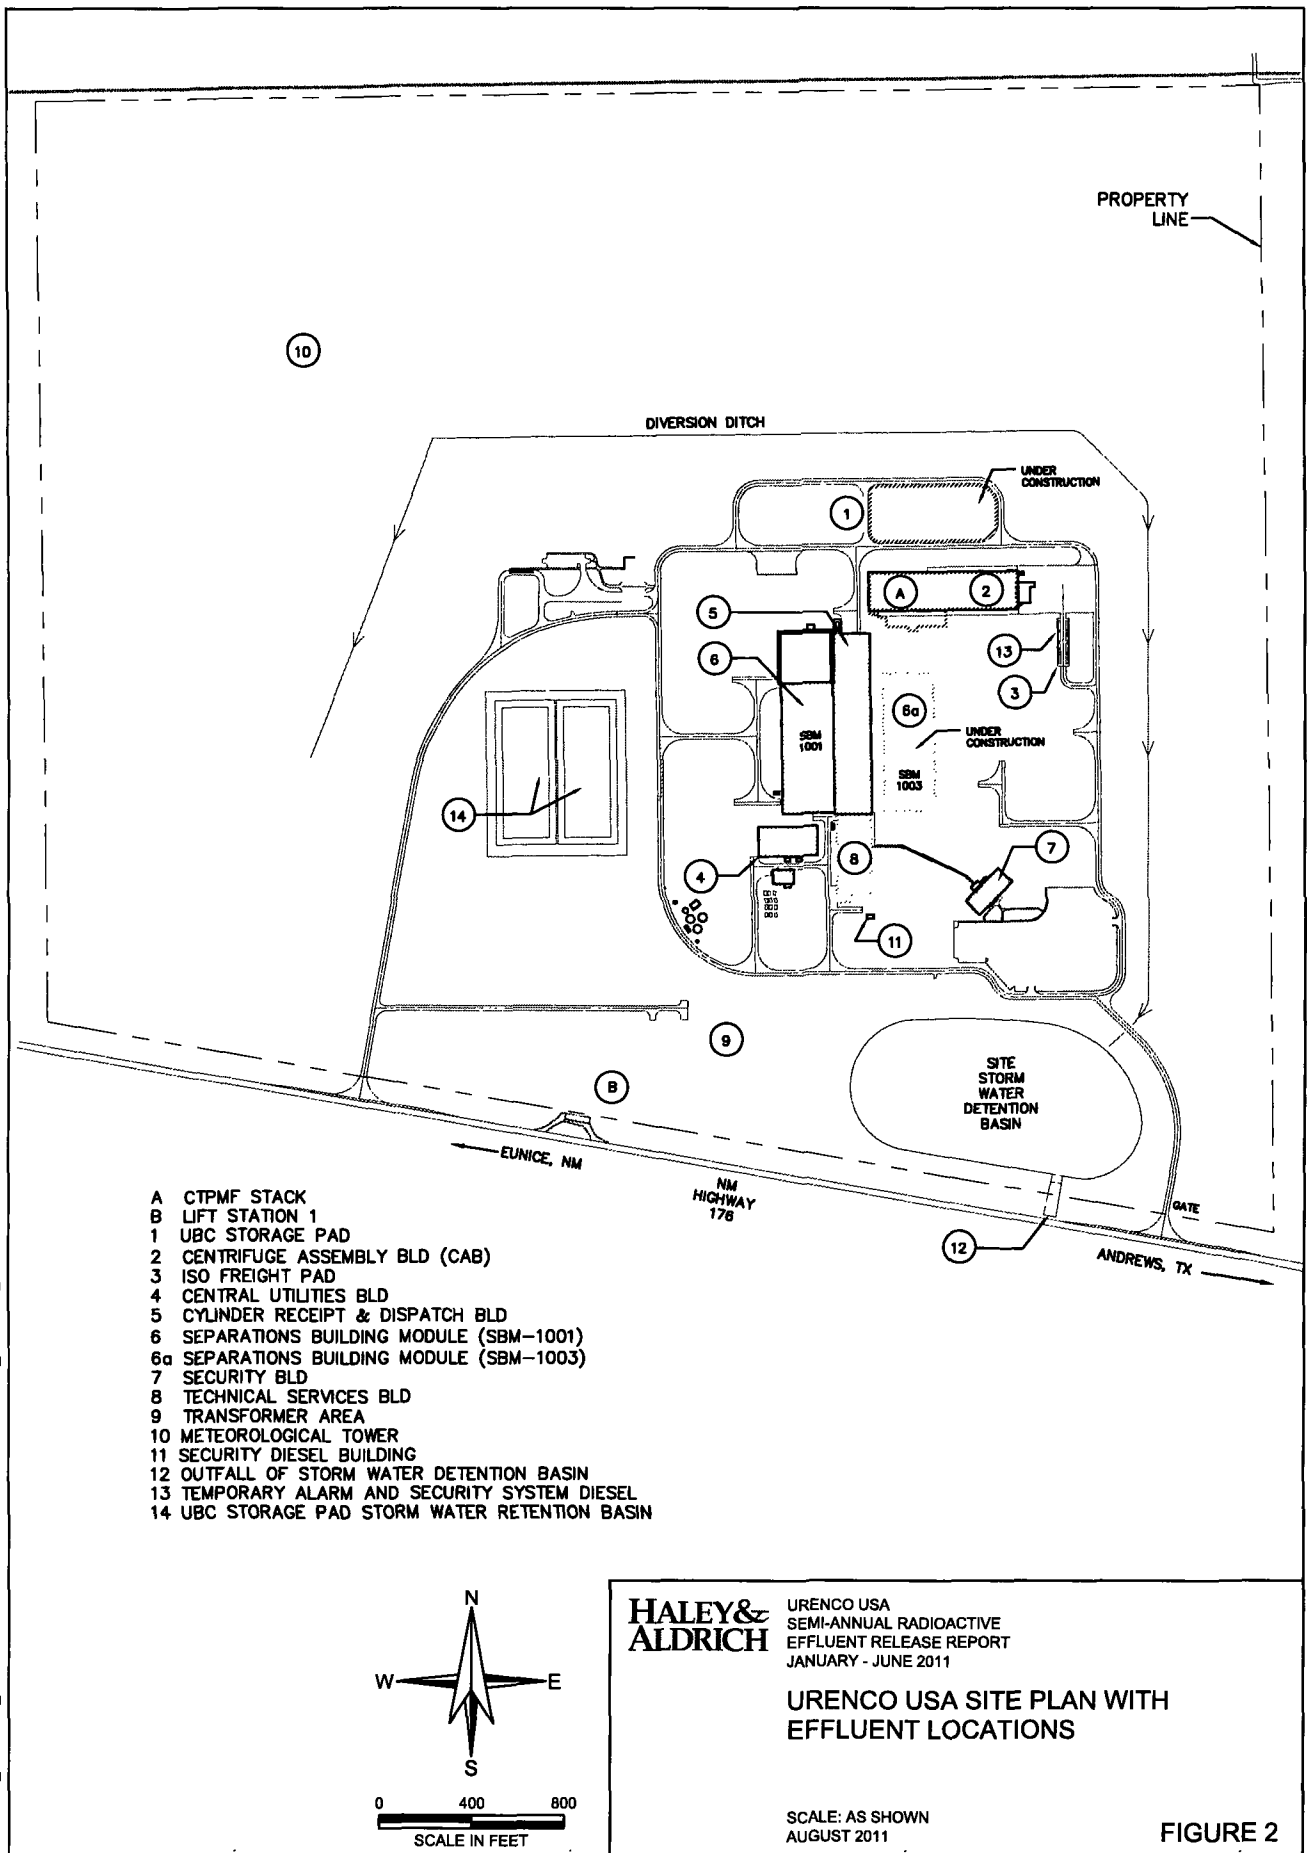 PROPERTY
LINE
10
DIVERSION DITCH
UNDER
CONSTRUCTION
1
A
2
5
13
6
3
6a
SBM
1001
UNDER
CONSTRUCTION
SBM
1003
14
7
8
4
11
9
SITE
STORM
WATER
DETENTION
BASIN
B
EUNICE, NM
NM
HIGHWAY
176
GATE
12
ANDREWS, TX
A CTPMF STACK
B LIFT STATION 1
1 UBC STORAGE PAD
2 CENTRIFUGE ASSEMBLY BLD (CAB)
3 ISO FREIGHT PAD
4 CENTRAL UTILITIES BLD
5 CYLINDER RECEIPT & DISPATCH BLD
6 SEPARATIONS BUILDING MODULE (SBM-1001)
6a SEPARATIONS BUILDING MODULE (SBM-1003)
7 SECURITY BLD
8 TECHNICAL SERVICES BLD
9 TRANSFORMER AREA
10 METEOROLOGICAL TOWER
11 SECURITY DIESEL BUILDING
12 OUTFALL OF STORM WATER DETENTION BASIN
13 TEMPORARY ALARM AND SECURITY SYSTEM DIESEL
14 UBC STORAGE PAD STORM WATER RETENTION BASIN
N
W E
S
0 400 800
SCALE IN FEET
HALEY&
ALDRICH
URENCO USA
SEMI-ANNUAL RADIOACTIVE
EFFLUENT RELEASE REPORT
JANUARY - JUNE 2011
URENCO USA SITE PLAN WITH
EFFLUENT LOCATIONS
SCALE: AS SHOWN
AUGUST 2011
FIGURE 2